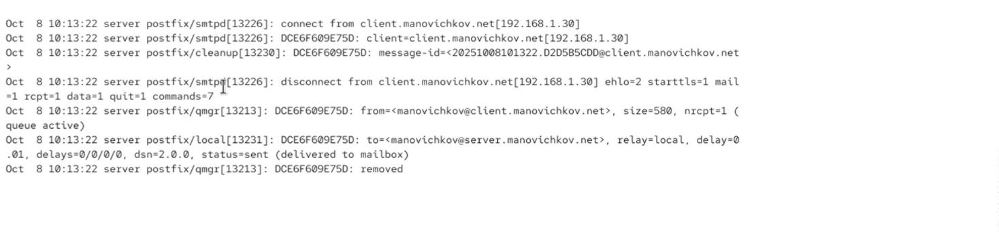 Oct  8 10:13:22 server postfix/smtpd[13226]: connect from client.manovichkov.net[192.168.1.30]
Oct  8 10:13:22 server postfix/smtpd[13226]: DCE6F609E75D: client=client.manovichkov.net[192.168.1.30]
Oct  8 10:13:22 server postfix/cleanup[13230]: DCE6F609E75D: message-id=<20251008101322.D2D5B5CDD@client.manovichkov.net
>
Oct  8 10:13:22 server postfix/smtpd[13226]: disconnect from client.manovichkov.net[192.168.1.30] ehlo=2 starttls=1 mail
=1 rcpt=1 data=1 quit=1 commands=7
Oct  8 10:13:22 server postfix/qmgr[13213]: DCE6F609E75D: from=<manovichkov@client.manovichkov.net>, size=580, nrcpt=1 (
queue active)
Oct  8 10:13:22 server postfix/local[13231]: DCE6F609E75D: to=<manovichkov@server.manovichkov.net>, relay=local, delay=0
.01, delays=0/0/0/0, dsn=2.0.0, status=sent (delivered to mailbox)
Oct  8 10:13:22 server postfix/qmgr[13213]: DCE6F609E75D: removed